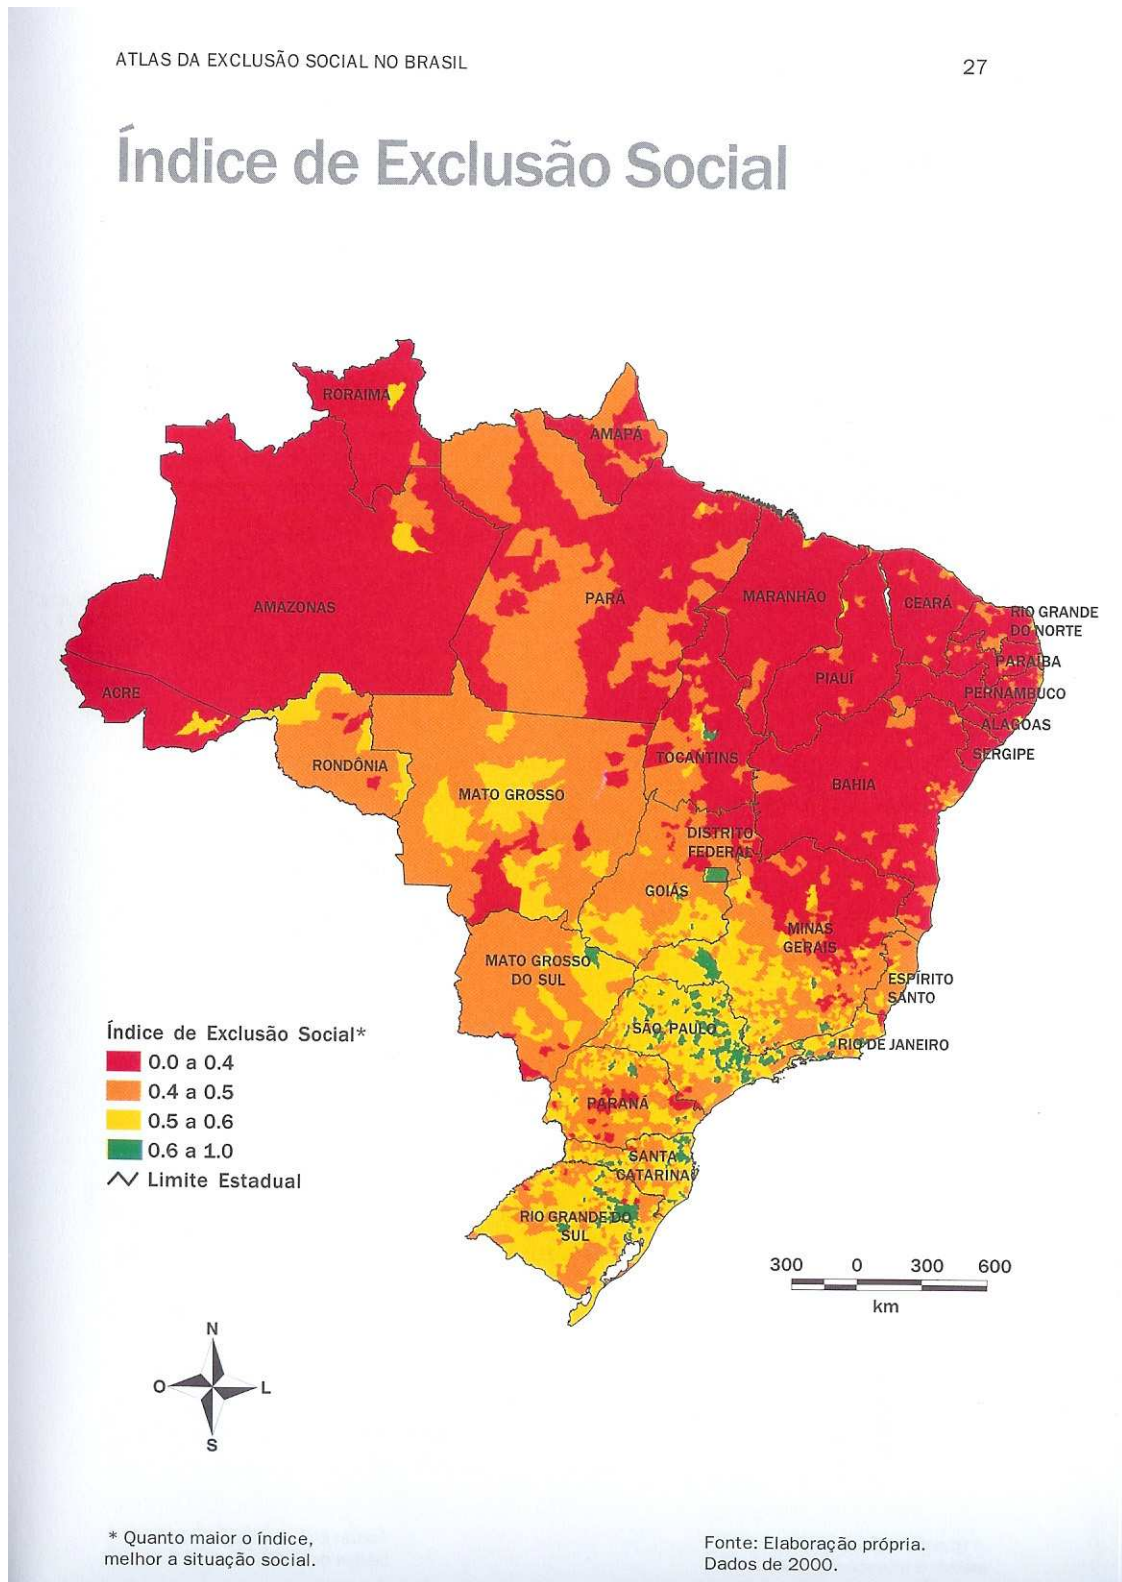 ATLAS DA EXCLUSÃO SOCIAL NO BRASIL
27
Índice de Exclusão Social
RORAIMA
AMAPÁ
AMAZONAS
PARÁ
MARANHÃO
CEARÁ
RIO GRANDE
DO NORTE
PARAÍBA
PERNAMBUCO
ALAGOAS
SERGIPE
PIAUÍ
ACRE
RONDÔNIA
TOCANTINS
BAHIA
MATO GROSSO
DISTRITO
FEDERAL
GOIÁS
MINAS
GERAIS
MATO GROSSO
DO SUL
ESPÍRITO
SANTO
SÃO PAULO
RIO DE JANEIRO
PARANÁ
SANTA
CATARINA
RIO GRANDE DO
SUL
Índice de Exclusão Social*
0.0 a 0.4
0.4 a 0.5
0.5 a 0.6
0.6 a 1.0
Limite Estadual
300 0 300 600
km
N
O L
S
* Quanto maior o índice,
melhor a situação social.
Fonte: Elaboração própria.
Dados de 2000.